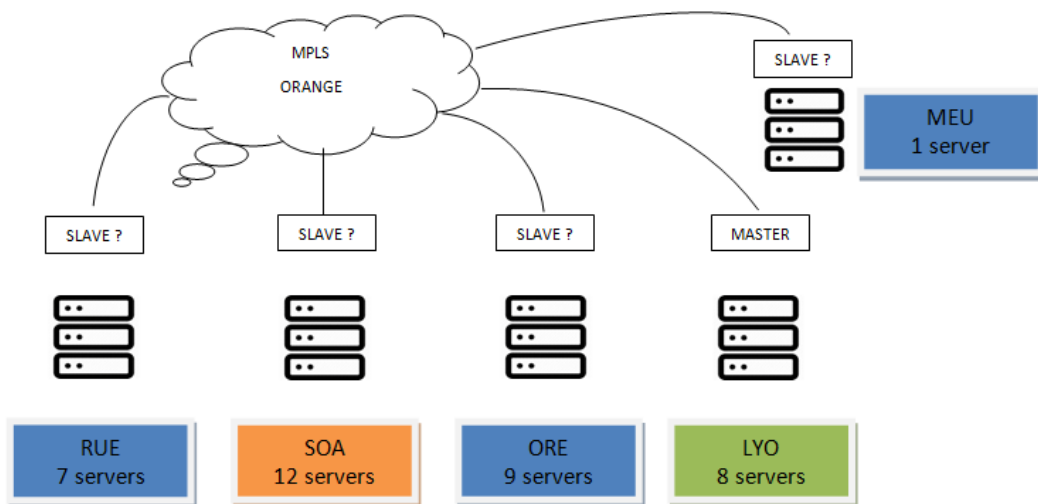 MPLS
ORANGE
SLAVE ?
MEU
1 server
SLAVE ?
SLAVE ?
SLAVE ?
MASTER
RUE
7 servers
SOA
12 servers
ORE
9 servers
LYO
8 servers